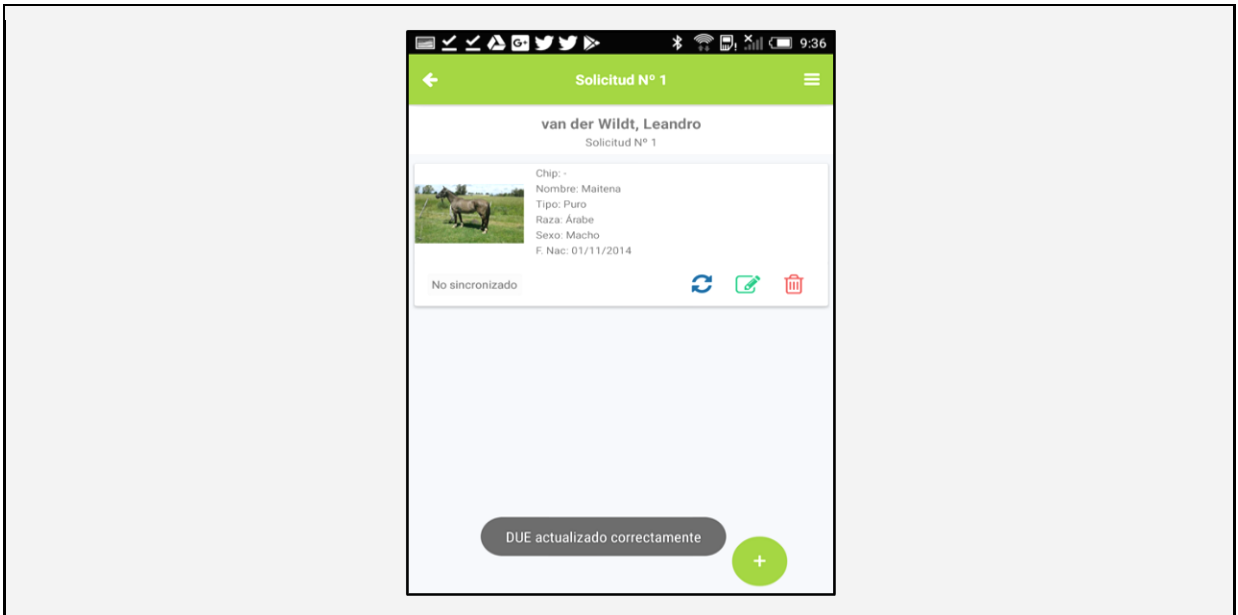 9:36
Solicitud Nº 1
van der Wildt, Leandro
Solicitud Nº 1
Chip: -
Nombre: Maitena
Tipo: Puro
Raza: Árabe
Sexo: Macho
F. Nac: 01/11/2014
No sincronizado
DUE actualizado correctamente
+